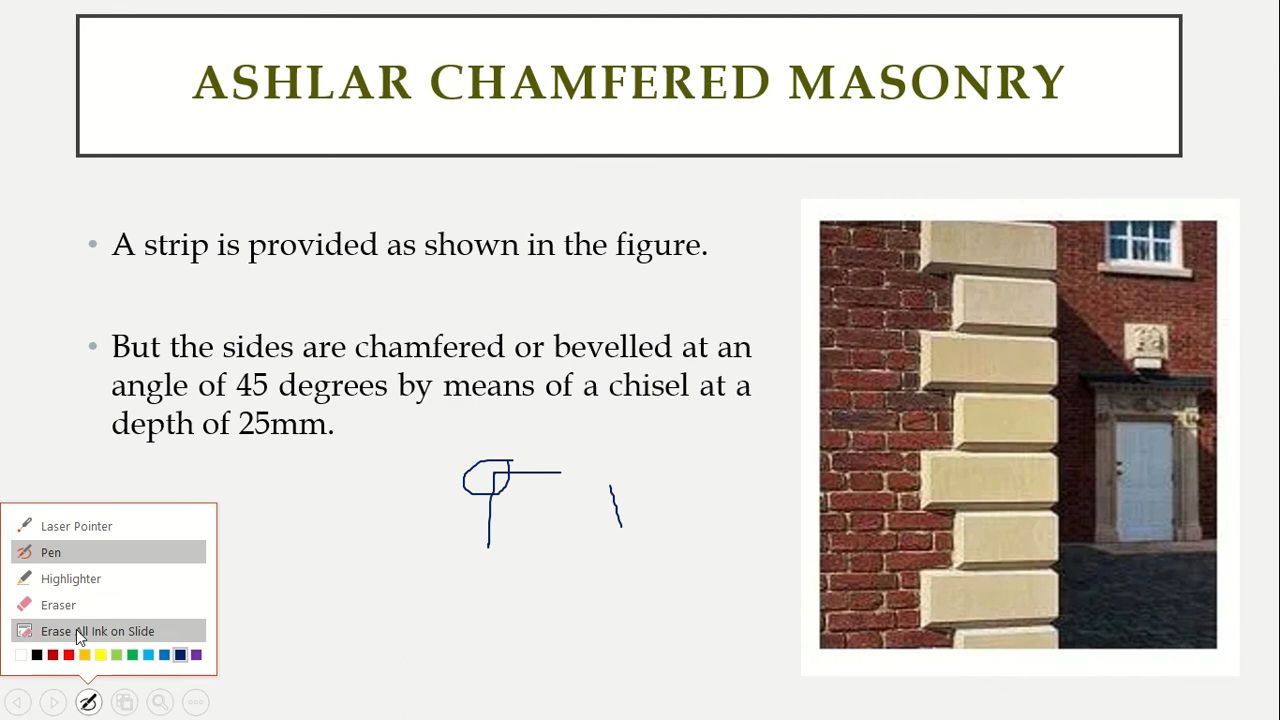 ASHLAR CHAMFERED MASONRY
• A strip is provided as shown in the figure.
• But the sides are chamfered or bevelled at an
angle of 45 degrees by means of a chisel at a
depth of 25mm.
Laser Pointer
Pen
Highlighter
Eraser
Erase All Ink on Slide